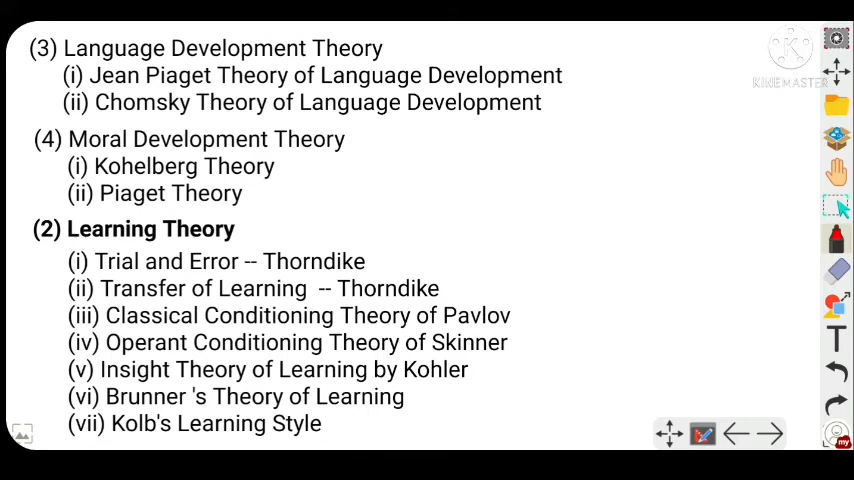 (3) Language Development Theory
(i) Jean Piaget Theory of Language Development
(ii) Chomsky Theory of Language Development
(4) Moral Development Theory
(i) Kohelberg Theory
(ii) Piaget Theory
(2) Learning Theory
(i) Trial and Error -- Thorndike
(ii) Transfer of Learning -- Thorndike
(iii) Classical Conditioning Theory of Pavlov
(iv) Operant Conditioning Theory of Skinner
(v) Insight Theory of Learning by Kohler
(vi) Brunner 's Theory of Learning
(vii) Kolb's Learning Style
K
KINEMASTER
T
my